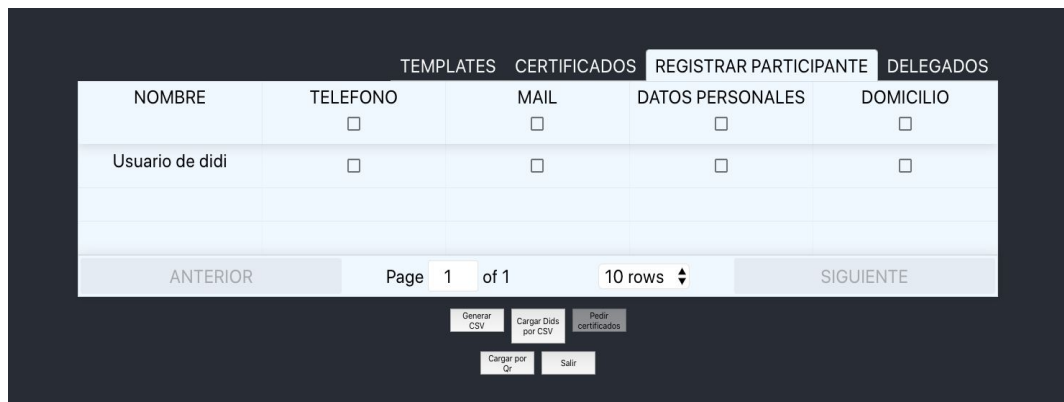 TEMPLATES CERTIFICADOS REGISTRAR PARTICIPANTE DELEGADOS
NOMBRE TELEFONO MAIL DATOS PERSONALES DOMICILIO
Usuario de didi
ANTERIOR Page 1 of 1 10 rows SIGUIENTE
Generar
CSV
Cargar Dids
por CSV
Pedir
certificados
Cargar por
Qr
Salir